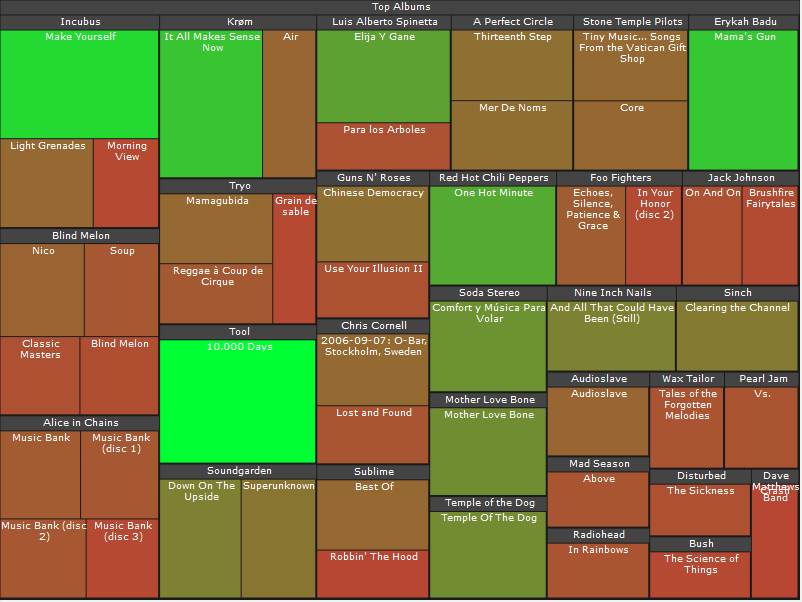 Top Albums
Incubus
Make Yourself
Light Grenades
Morning
View
Blind Melon
Nico
Soup
Classic
Masters
Blind Melon
Alice in Chains
Music Bank
Music Bank
(disc 1)
Music Bank (disc
2)
Music Bank
(disc 3)
Krøm
It All Makes Sense
Now
Air
Tryo
Mamagubida
Reggae à Coup de
Cirque
Grain de
sable
Tool
10,000 Days
Soundgarden
Down On The
Upside
Superunknown
Luis Alberto Spinetta
Elija Y Gane
Para los Arboles
Guns N' Roses
Chinese Democracy
Use Your Illusion II
Chris Cornell
2006-09-07: O-Bar,
Stockholm, Sweden
Lost and Found
Sublime
Best Of
Robbin' The Hood
A Perfect Circle
Thirteenth Step
Mer De Noms
Stone Temple Pilots
Tiny Music... Songs
From the Vatican Gift
Shop
Core
Erykah Badu
Mama's Gun
Red Hot Chili Peppers
One Hot Minute
Foo Fighters
Echoes,
Silence,
Patience &
Grace
In Your
Honor
(disc 2)
Jack Johnson
On And On
Brushfire
Fairytales
Soda Stereo
Comfort y Música Para
Volar
Mother Love Bone
Mother Love Bone
Temple of the Dog
Temple Of The Dog
Nine Inch Nails
And All That Could Have
Been (Still)
Sinch
Clearing the Channel
Audioslave
Audioslave
Mad Season
Above
Radiohead
In Rainbows
Wax Tailor
Tales of the
Forgotten
Melodies
Pearl Jam
Vs.
Disturbed
The Sickness
Bush
The Science of
Things
Dave
Matthews
Band
Crash